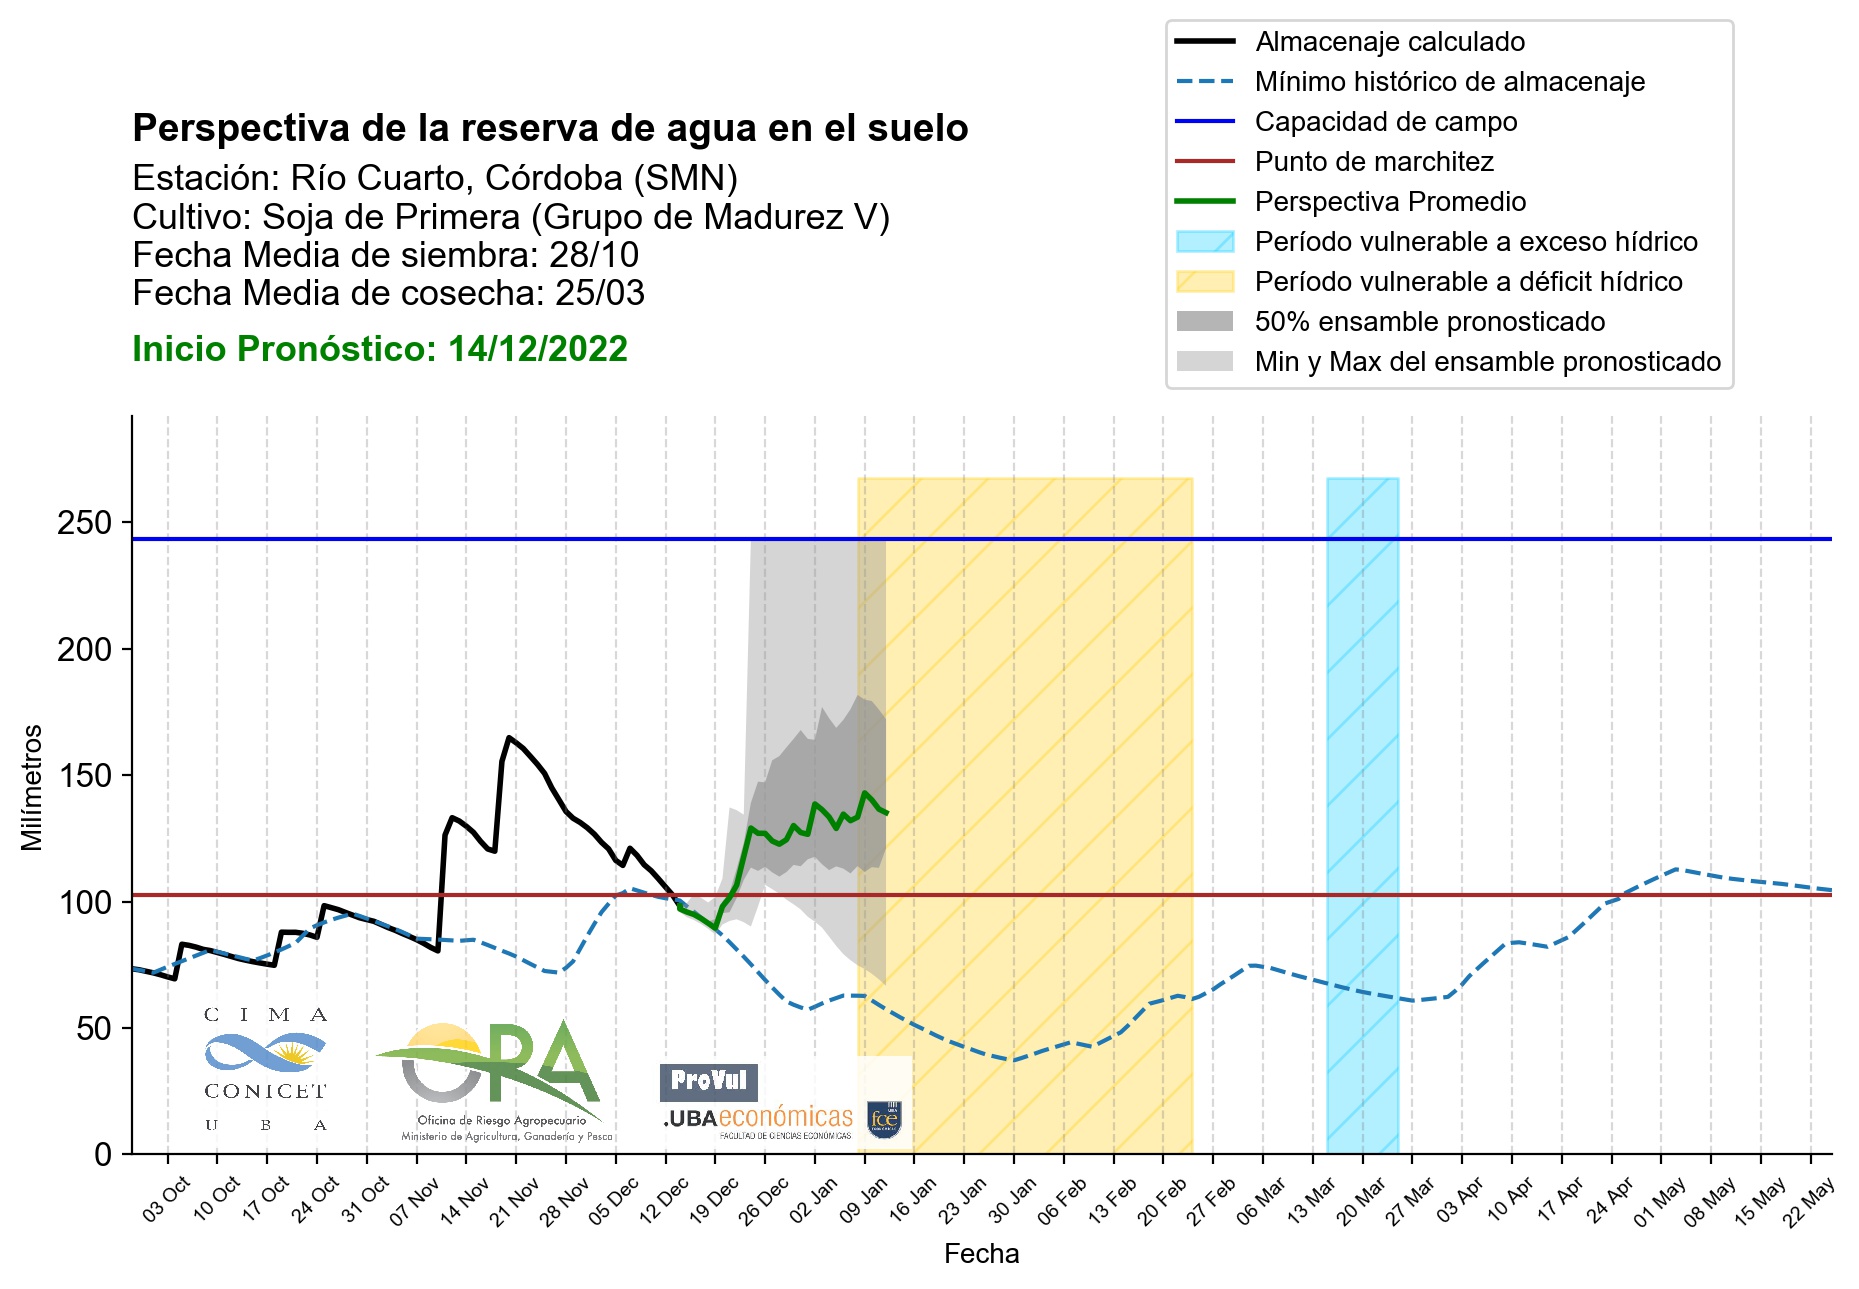 Almacenaje calculado
Mínimo histórico de almacenaje
Capacidad de campo
Punto de marchitez
Perspectiva Promedio
Período vulnerable a exceso hídrico
Período vulnerable a déficit hídrico
50% ensamble pronosticado
Min y Max del ensamble pronosticado
Perspectiva de la reserva de agua en el suelo
Estación: Río Cuarto, Córdoba (SMN)
Cultivo: Soja de Primera (Grupo de Madurez V)
Fecha Media de siembra: 28/10
Fecha Media de cosecha: 25/03
Inicio Pronóstico: 14/12/2022
Milímetros
250
200
150
100
50
0
C I M A
CONICET
U B A
ORA
Oficina de Riesgo Agropecuario
Ministerio de Agricultura, Ganadería y Pesca
ProVul
.UBAeconómicas
FACULTAD DE CIENCIAS ECONÓMICAS
UBA
fce
03 Oct
10 Oct
17 Oct
24 Oct
31 Oct
07 Nov
14 Nov
21 Nov
28 Nov
05 Dec
12 Dec
19 Dec
26 Dec
02 Jan
09 Jan
16 Jan
23 Jan
30 Jan
06 Feb
13 Feb
20 Feb
27 Feb
06 Mar
13 Mar
20 Mar
27 Mar
03 Apr
10 Apr
17 Apr
24 Apr
01 May
08 May
15 May
22 May
Fecha